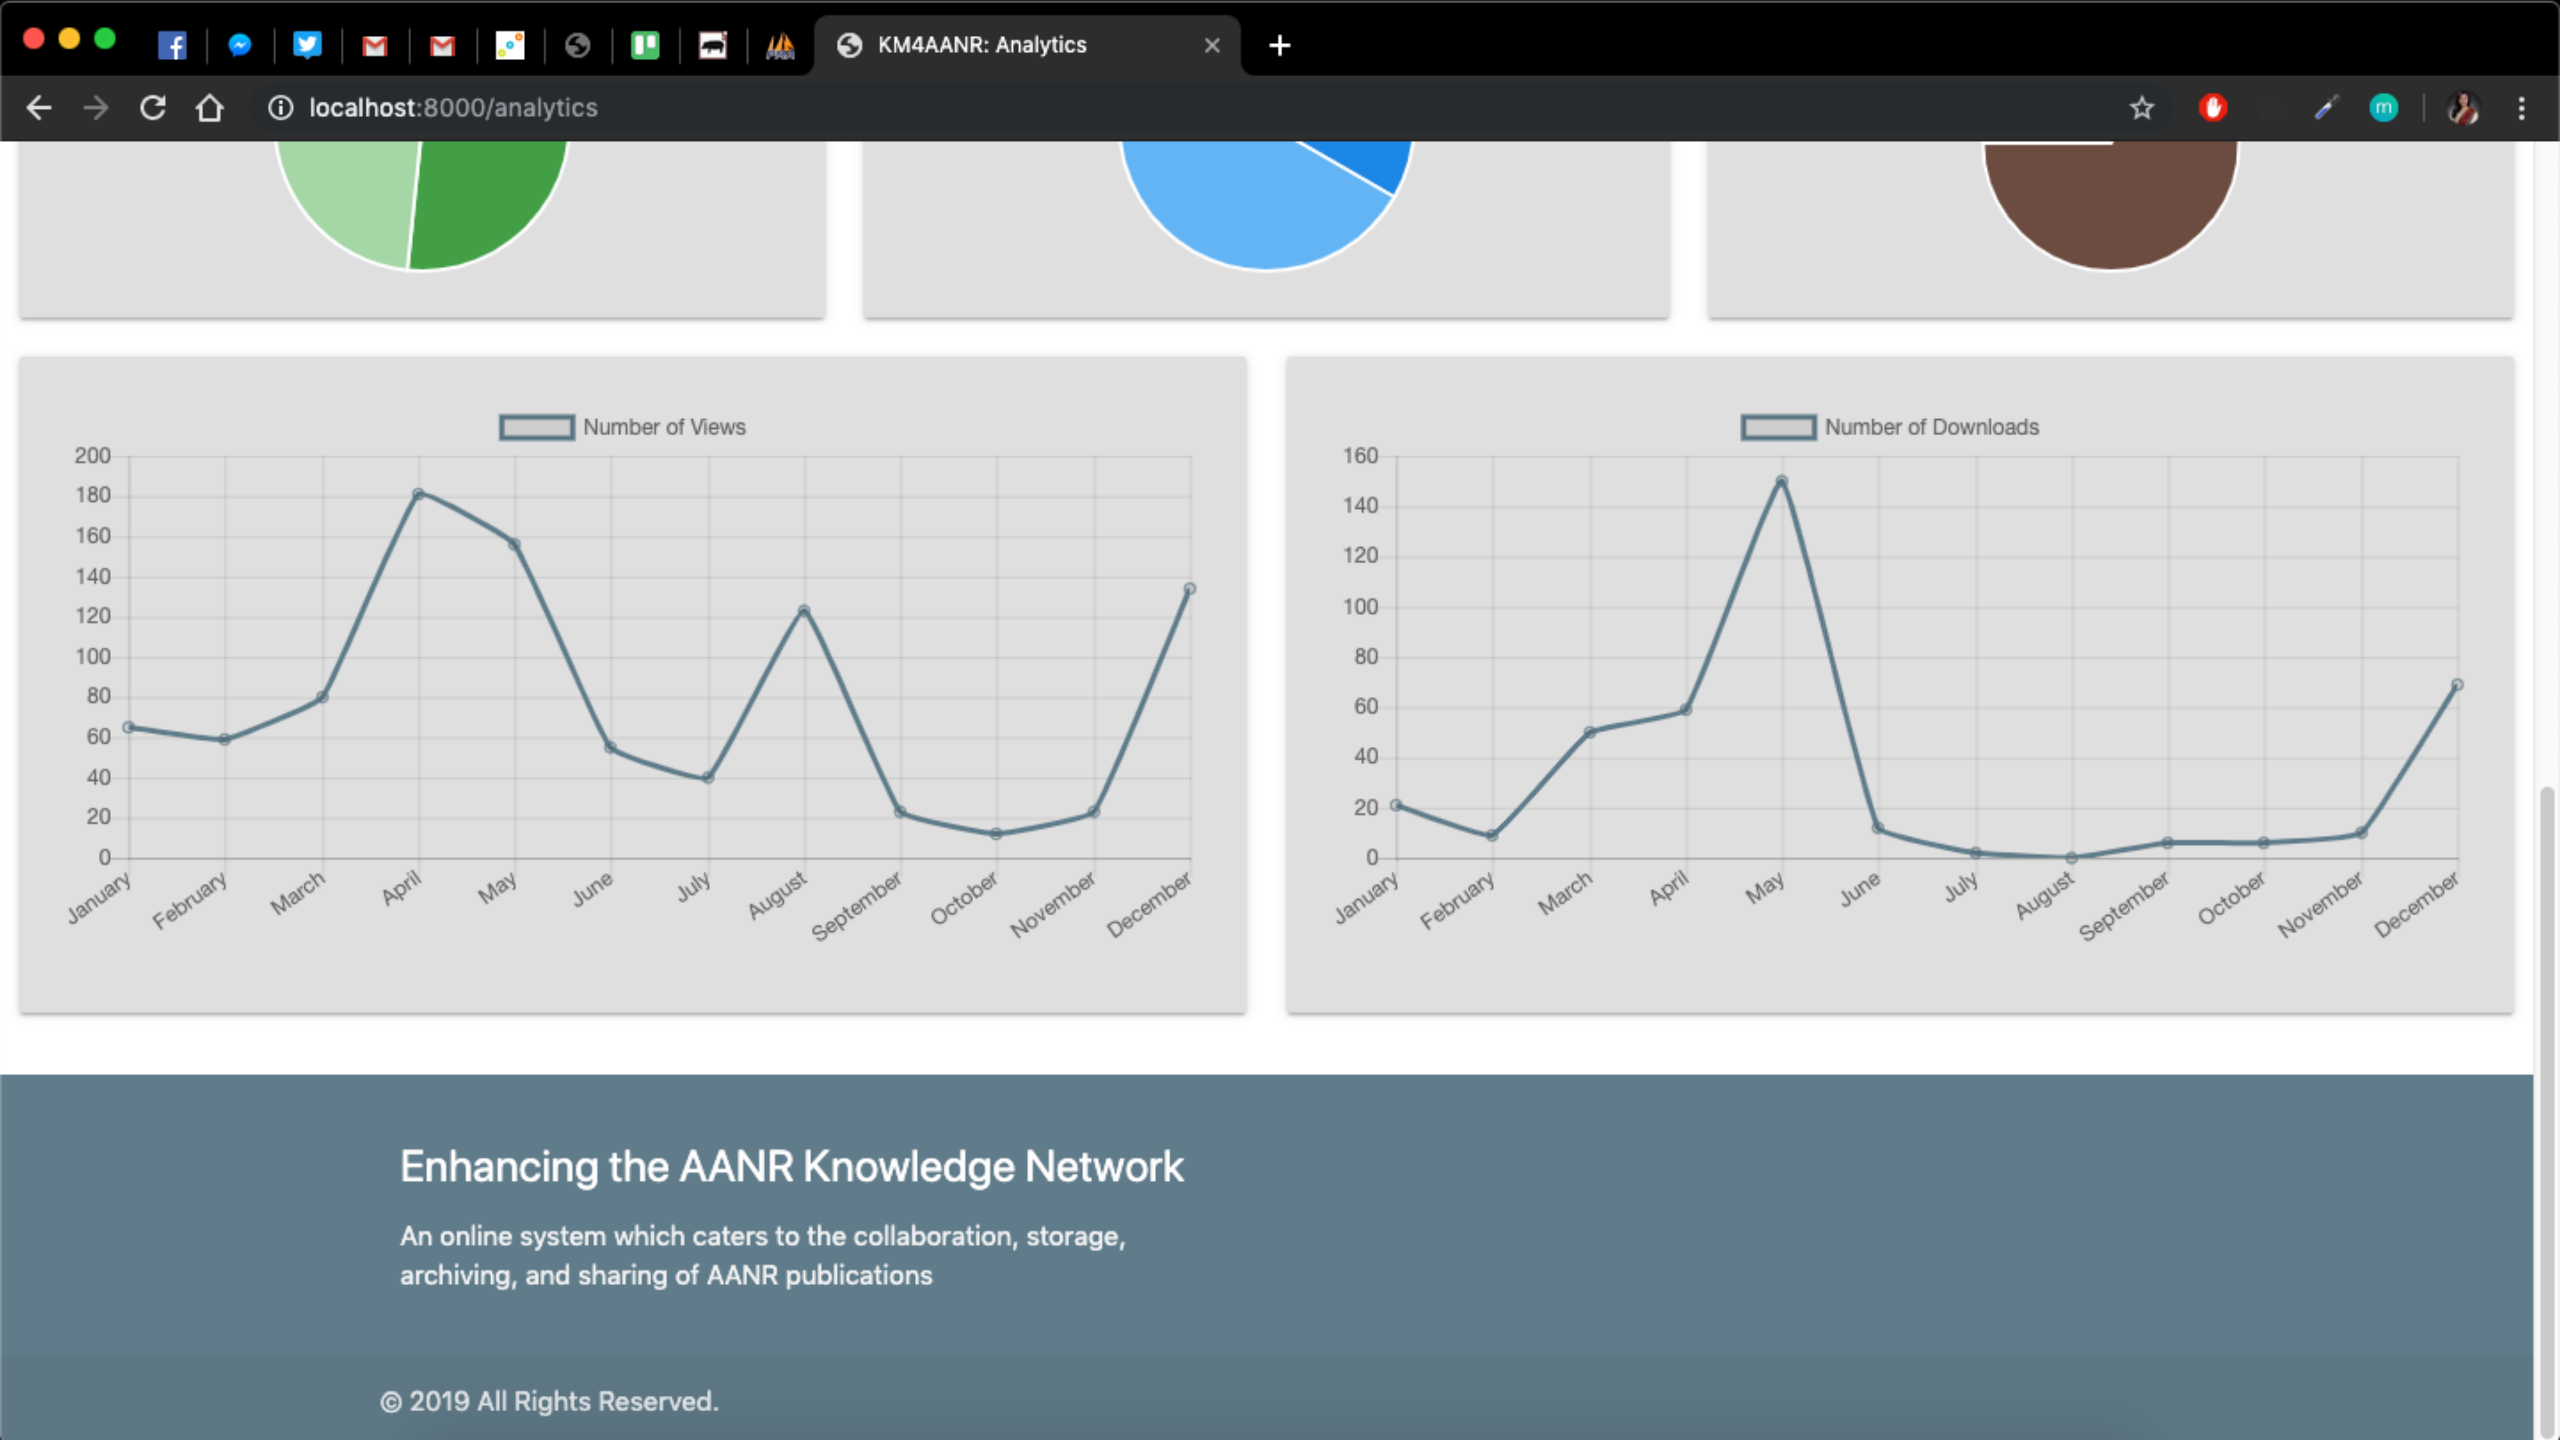 KM4AANR: Analytics
localhost:8000/analytics
m
Number of Views
200
180
160
140
120
100
80
60
40
20
0
January
February
March
April
May
June
July
August
September
October
November
December
Number of Downloads
160
140
120
100
80
60
40
20
0
January
February
March
April
May
June
July
August
September
October
November
December
Enhancing the AANR Knowledge Network
An online system which caters to the collaboration, storage,
archiving, and sharing of AANR publications
© 2019 All Rights Reserved.